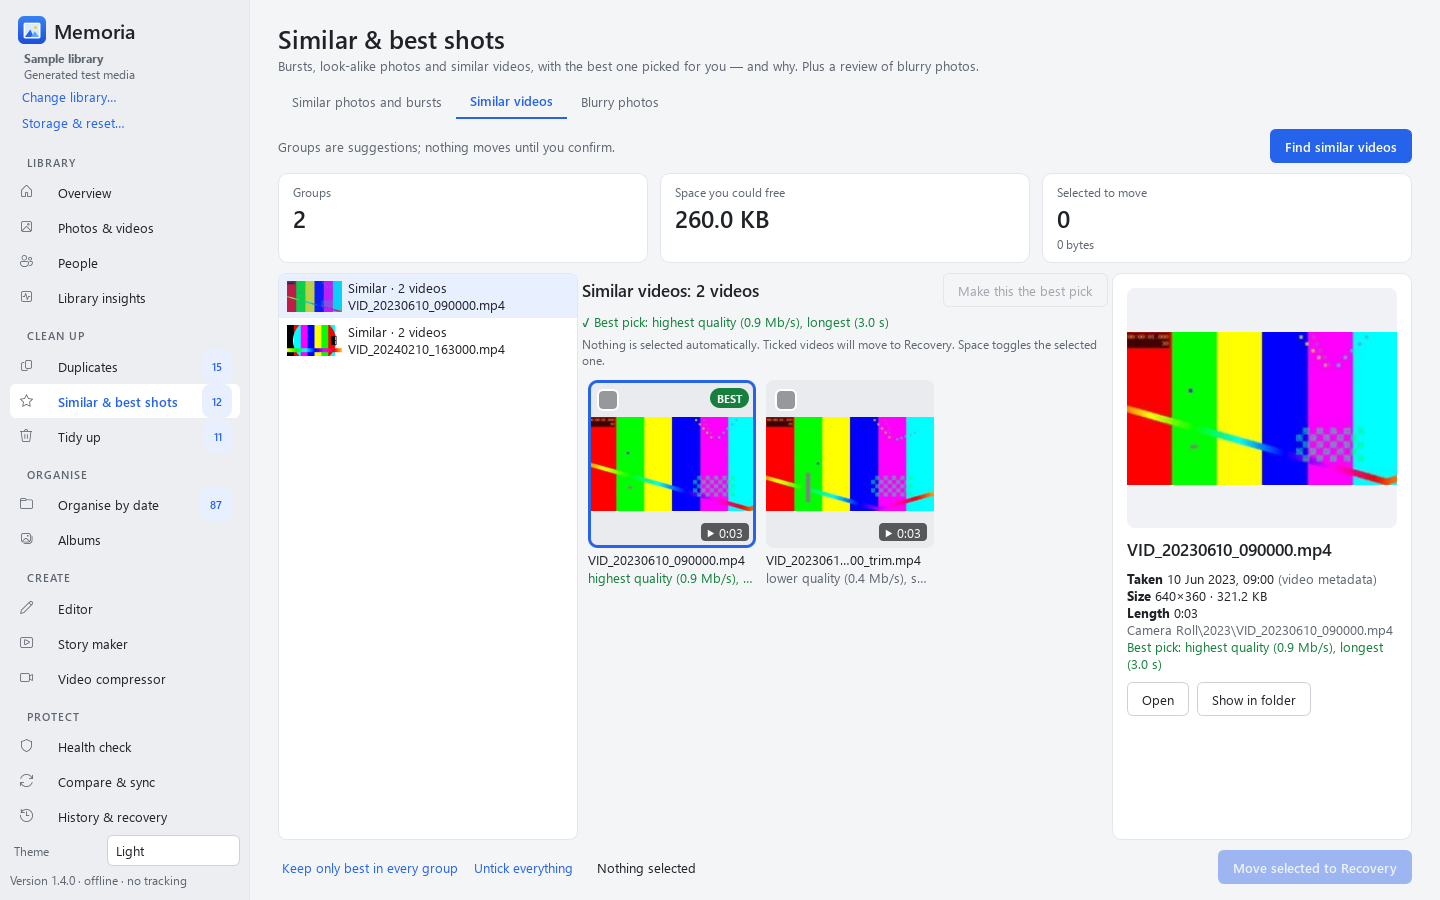 Memoria
Sample library
Generated test media
Change library...
Storage & reset...
LIBRARY
Overview
Photos & videos
People
Library insights
CLEAN UP
Duplicates 15
Similar & best shots 12
Tidy up 11
ORGANISE
Organise by date 87
Albums
CREATE
Editor
Story maker
Video compressor
PROTECT
Health check
Compare & sync
History & recovery
Theme Light
Version 1.4.0 · offline · no tracking
Similar & best shots
Bursts, look-alike photos and similar videos, with the best one picked for you — and why. Plus a review of blurry photos.
Similar photos and bursts Similar videos Blurry photos
Groups are suggestions; nothing moves until you confirm.
Find similar videos
Groups
2
Space you could free
260.0 KB
Selected to move
0
0 bytes
Similar · 2 videos
VID_20230610_090000.mp4
Similar · 2 videos
VID_20240210_163000.mp4
Similar videos: 2 videos
Make this the best pick
✓ Best pick: highest quality (0.9 Mb/s), longest (3.0 s)
Nothing is selected automatically. Ticked videos will move to Recovery. Space toggles the selected
one.
BEST
0:03
VID_20230610_090000.mp4
highest quality (0.9 Mb/s), ...
0:03
VID_2023061...00_trim.mp4
lower quality (0.4 Mb/s), s...
VID_20230610_090000.mp4
Taken 10 Jun 2023, 09:00 (video metadata)
Size 640×360 · 321.2 KB
Length 0:03
Camera Roll\2023\VID_20230610_090000.mp4
Best pick: highest quality (0.9 Mb/s), longest
(3.0 s)
Open Show in folder
Keep only best in every group Untick everything Nothing selected
Move selected to Recovery